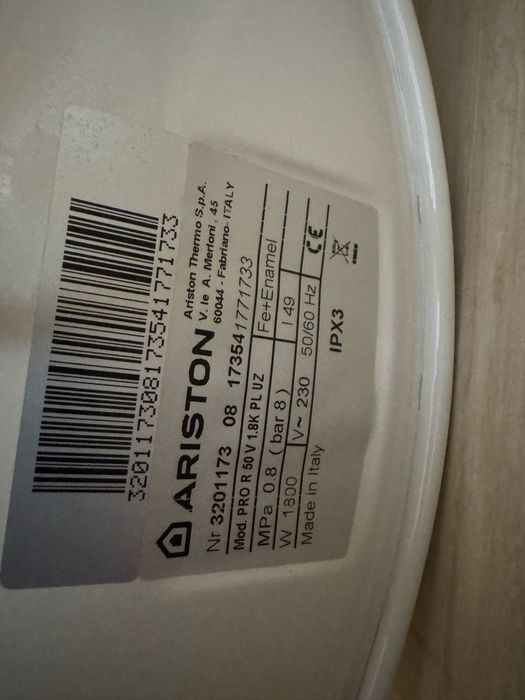 32011730817354177​1733
ARISTON
Ariston Thermo S.p.A.
V. le A. Merloni, 45
60044 - Fabriano- ITALY
Nr 3201173 08 173541771733
Mod. PRO R 50 V 1.8K PL UZ
MPa 0.8 (bar 8) Fe+Enamel
W 1800 l 49
V~ 230 50/60 Hz CE
Made in Italy IPX3